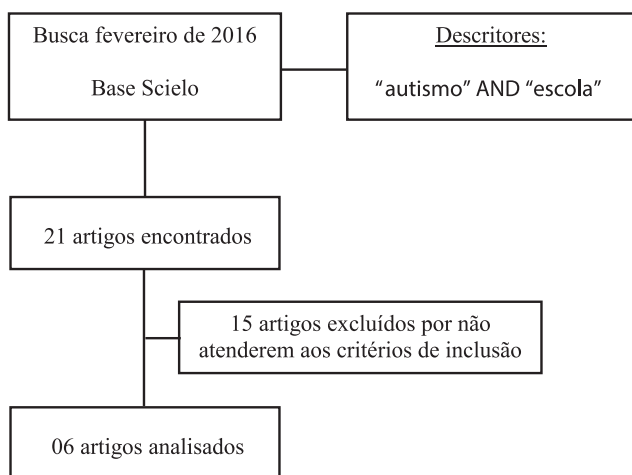 Busca fevereiro de 2016
Base Scielo
Descritores:
“autismo” AND “escola”
21 artigos encontrados
15 artigos excluídos por não
atenderem aos critérios de inclusão
06 artigos analisados